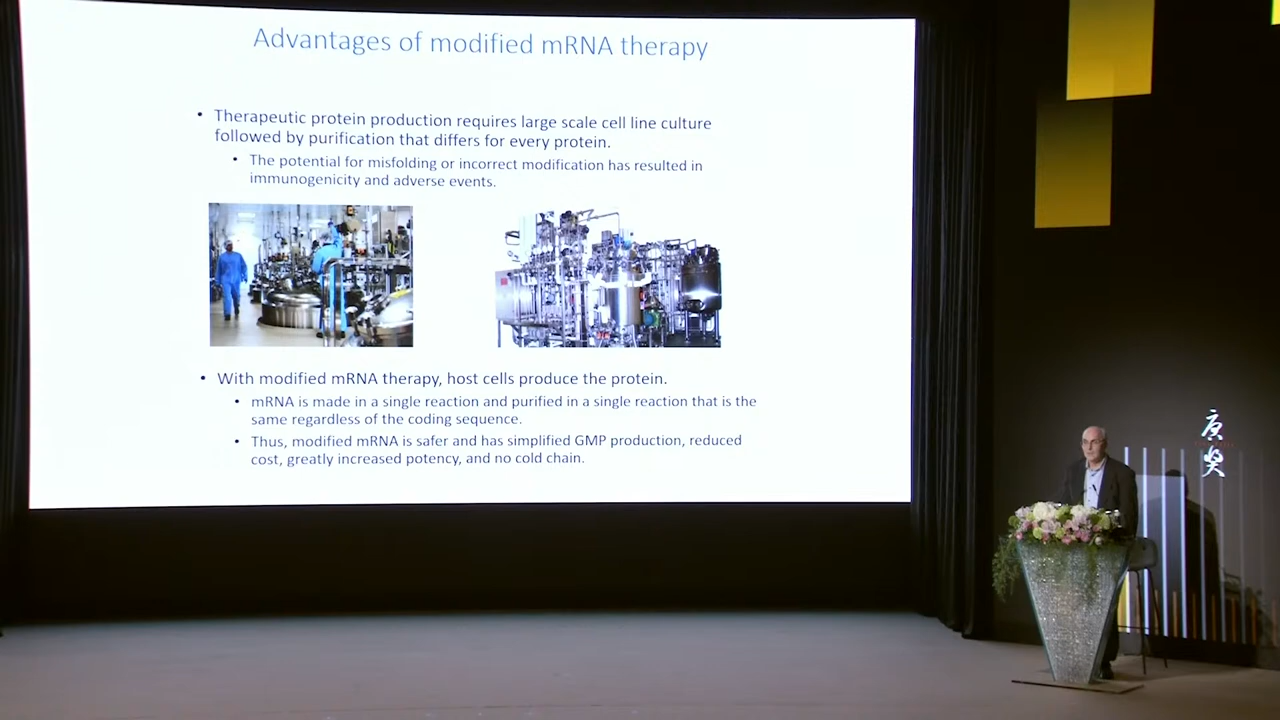 Advantages of modified mRNA therapy
• Therapeutic protein production requires large scale cell line culture
followed by purification that differs for every protein.
• The potential for misfolding or incorrect modification has resulted in
immunogenicity and adverse events.
• With modified mRNA therapy, host cells produce the protein.
• mRNA is made in a single reaction and purified in a single reaction that is the
same regardless of the coding sequence.
• Thus, modified mRNA is safer and has simplified GMP production, reduced
cost, greatly increased potency, and no cold chain.
唐
奖